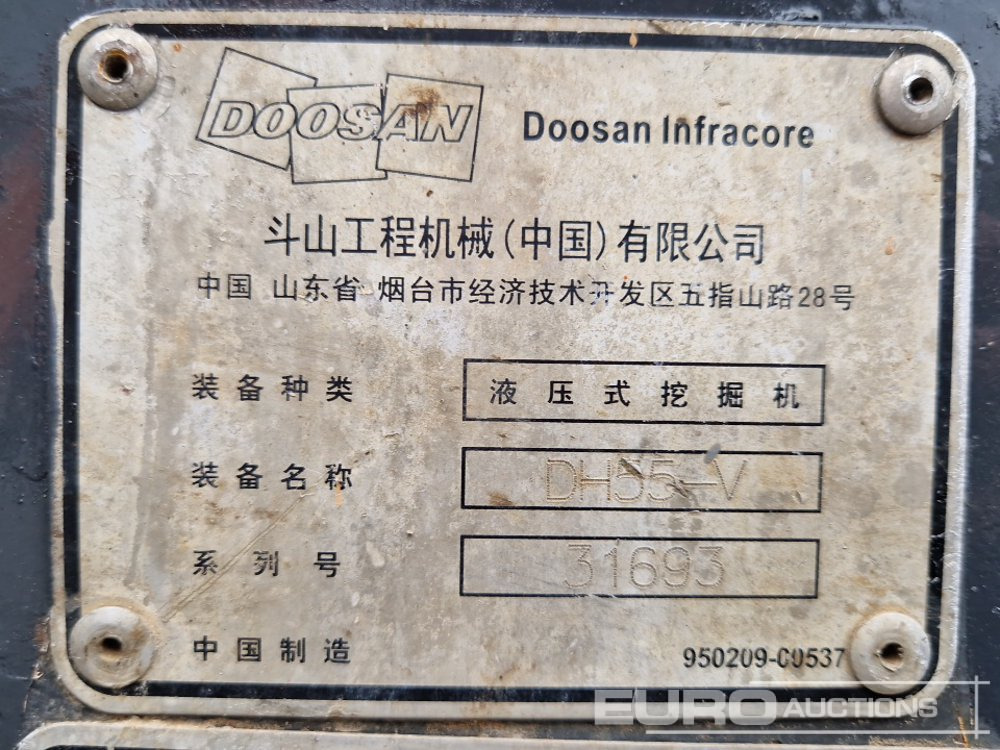 DOOSAN Doosan Infracore
斗山工程机械(中国)有限公司
中国 山东省 烟台市经济技术开发区五指山路28号
装备种类 液压式挖掘机
装备名称 DH55-V
系列号 31693
中国制造 950209-00537
EURO AUCTIONS